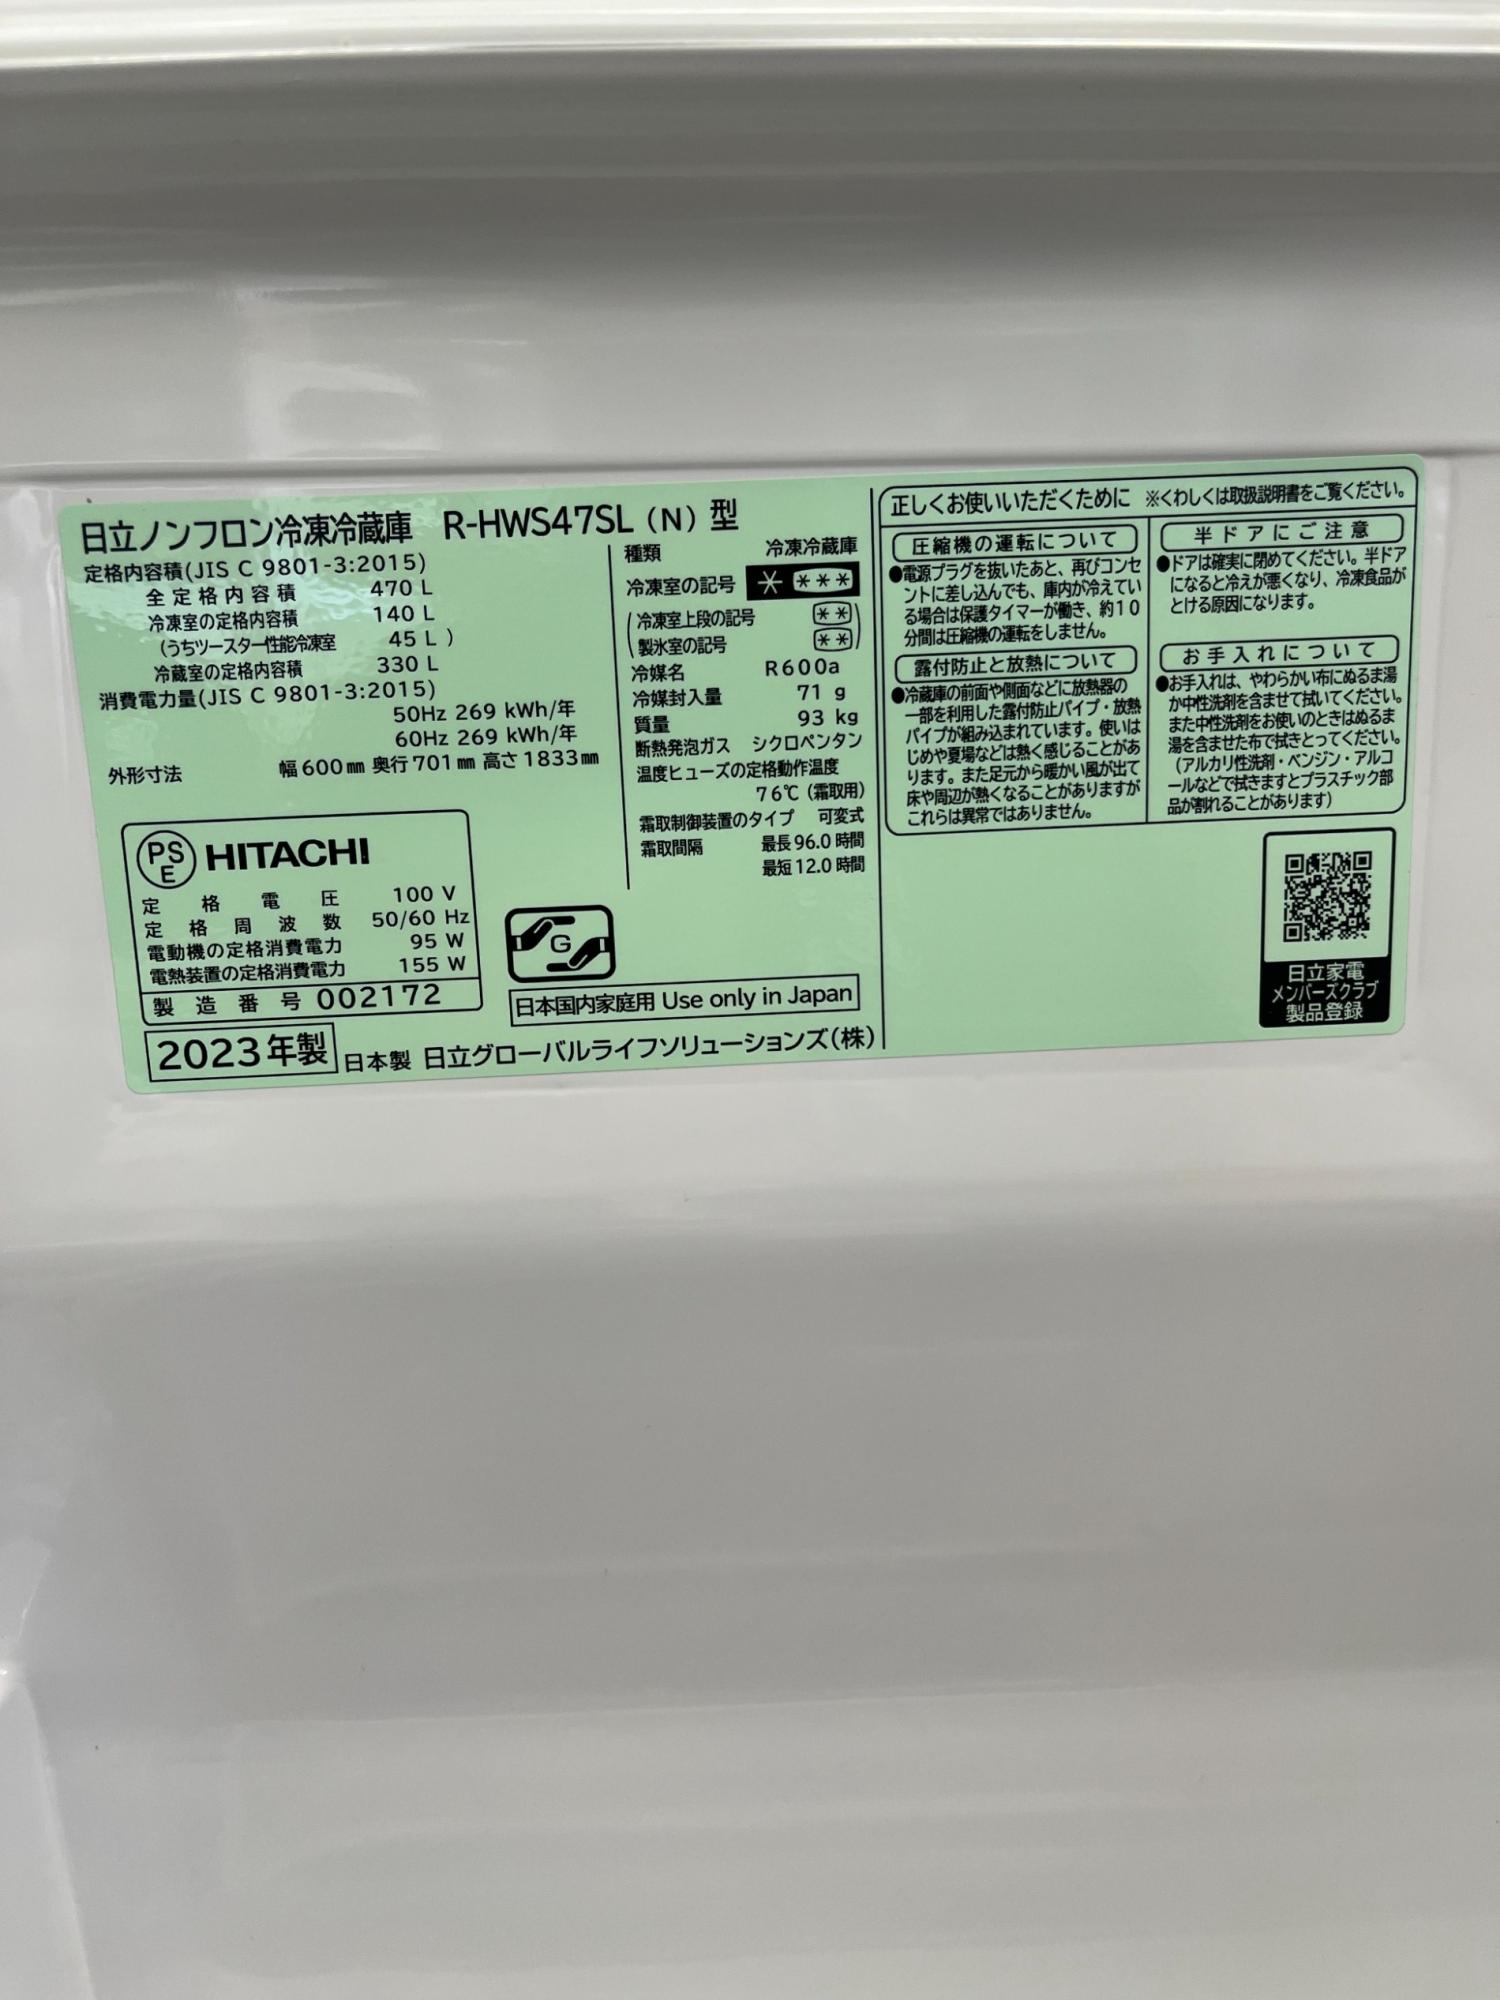 日立ノンフロン冷凍冷蔵庫 R-HWS47SL(N)型
定格内容積(JIS C 9801-3:2015)
全定格内容積 470 L
冷凍室の定格内容積 140 L
(うちツースター性能冷凍室 45 L)
冷蔵室の定格内容積 330 L
消費電力量(JIS C 9801-3:2015)
50Hz 269 kWh/年
60Hz 269 kWh/年
外形寸法 幅600㎜ 奥行701㎜ 高さ1833㎜
PS
E
HITACHI
定格電圧 100 V
定格周波数 50/60 Hz
電動機の定格消費電力 95 W
電熱装置の定格消費電力 155 W
製造番号 002172
2023年製 日本製 日立グローバルライフソリューションズ(株)
種類 冷凍冷蔵庫
冷凍室の記号 * ***
(冷凍室上段の記号 **
製氷室の記号 **)
冷媒名 R600a
冷媒封入量 71 g
質量 93 kg
断熱発泡ガス シクロペンタン
温度ヒューズの定格動作温度
76℃(霜取用)
霜取制御装置のタイプ 可変式
霜取間隔 最長96.0時間
最短12.0時間
G
日本国内家庭用 Use only in Japan
正しくお使いいただくために ※くわしくは取扱説明書をご覧ください。
圧縮機の運転について
●電源プラグを抜いたあと、再びコンセ
ントに差し込んでも、庫内が冷えてい
る場合は保護タイマーが働き、約10
分間は圧縮機の運転をしません。
露付防止と放熱について
●冷蔵庫の前面や側面などに放熱器の
一部を利用した露付防止パイプ・放熱
パイプが組み込まれています。使いは
じめや夏場などは熱く感じることがあ
ります。また足元から暖かい風が出て
床や周辺が熱くなることがありますが
これらは異常ではありません。
半ドアにご注意
●ドアは確実に閉めてください。半ドア
になると冷えが悪くなり、冷凍食品が
とける原因になります。
お手入れについて
●お手入れは、やわらかい布にぬるま湯
か中性洗剤を含ませて拭いてください。
また中性洗剤をお使いのときはぬるま
湯を含ませた布で拭きとってください。
(アルカリ性洗剤・ベンジン・アルコ
ールなどで拭きますとプラスチック部
品が割れることがあります)
日立家電
メンバーズクラブ
製品登録